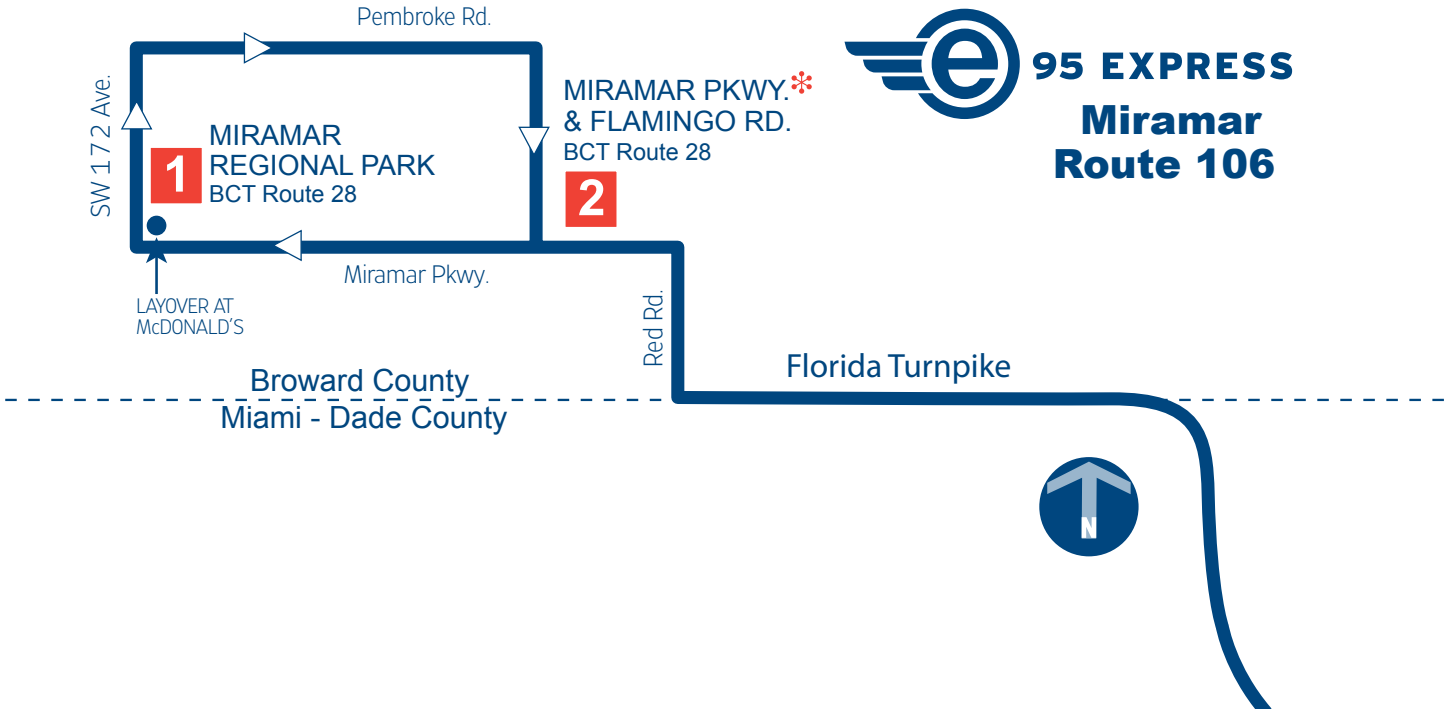 Pembroke Rd.
e 95 EXPRESS
Miramar
Route 106
SW 172 Ave.
MIRAMAR PKWY.*
& FLAMINGO RD.
BCT Route 28
2
1
MIRAMAR
REGIONAL PARK
BCT Route 28
Miramar Pkwy.
LAYOVER AT
McDONALD'S
Red Rd.
Florida Turnpike
Broward County
Miami - Dade County
N